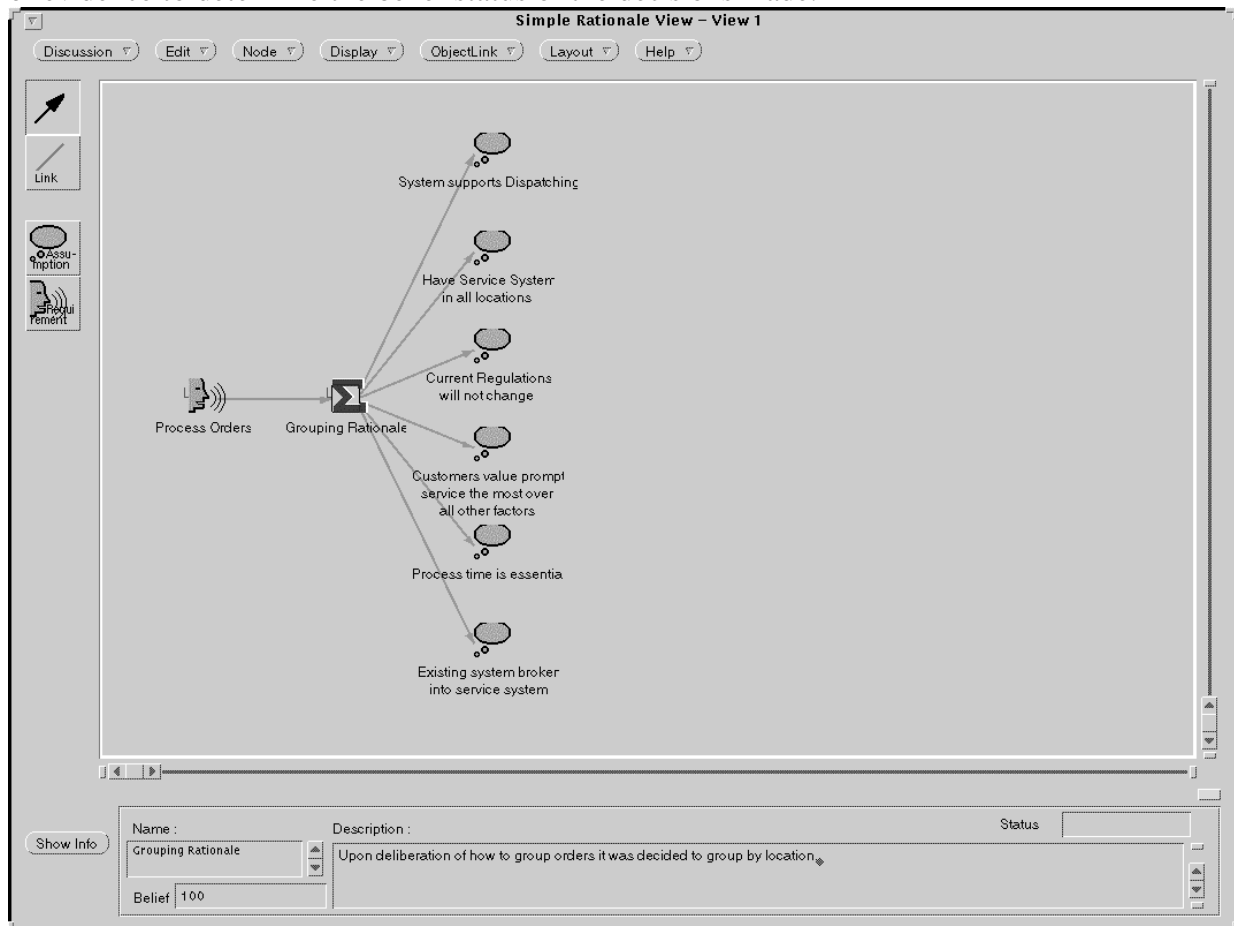 Simple Rationale View – View 1
Discussion Edit Node Display ObjectLink Layout Help
Link
Assu-
mption
Requi
rement
System supports Dispatching
Have Service System
in all locations
Current Regulations
will not change
Process Orders
Grouping Rationale
Customers value prompt
service the most over
all other factors
Process time is essentia
Existing system broker
into service system
Show Info
Name :
Grouping Rationale
Belief 100
Description :
Upon deliberation of how to group orders it was decided to group by location.
Status